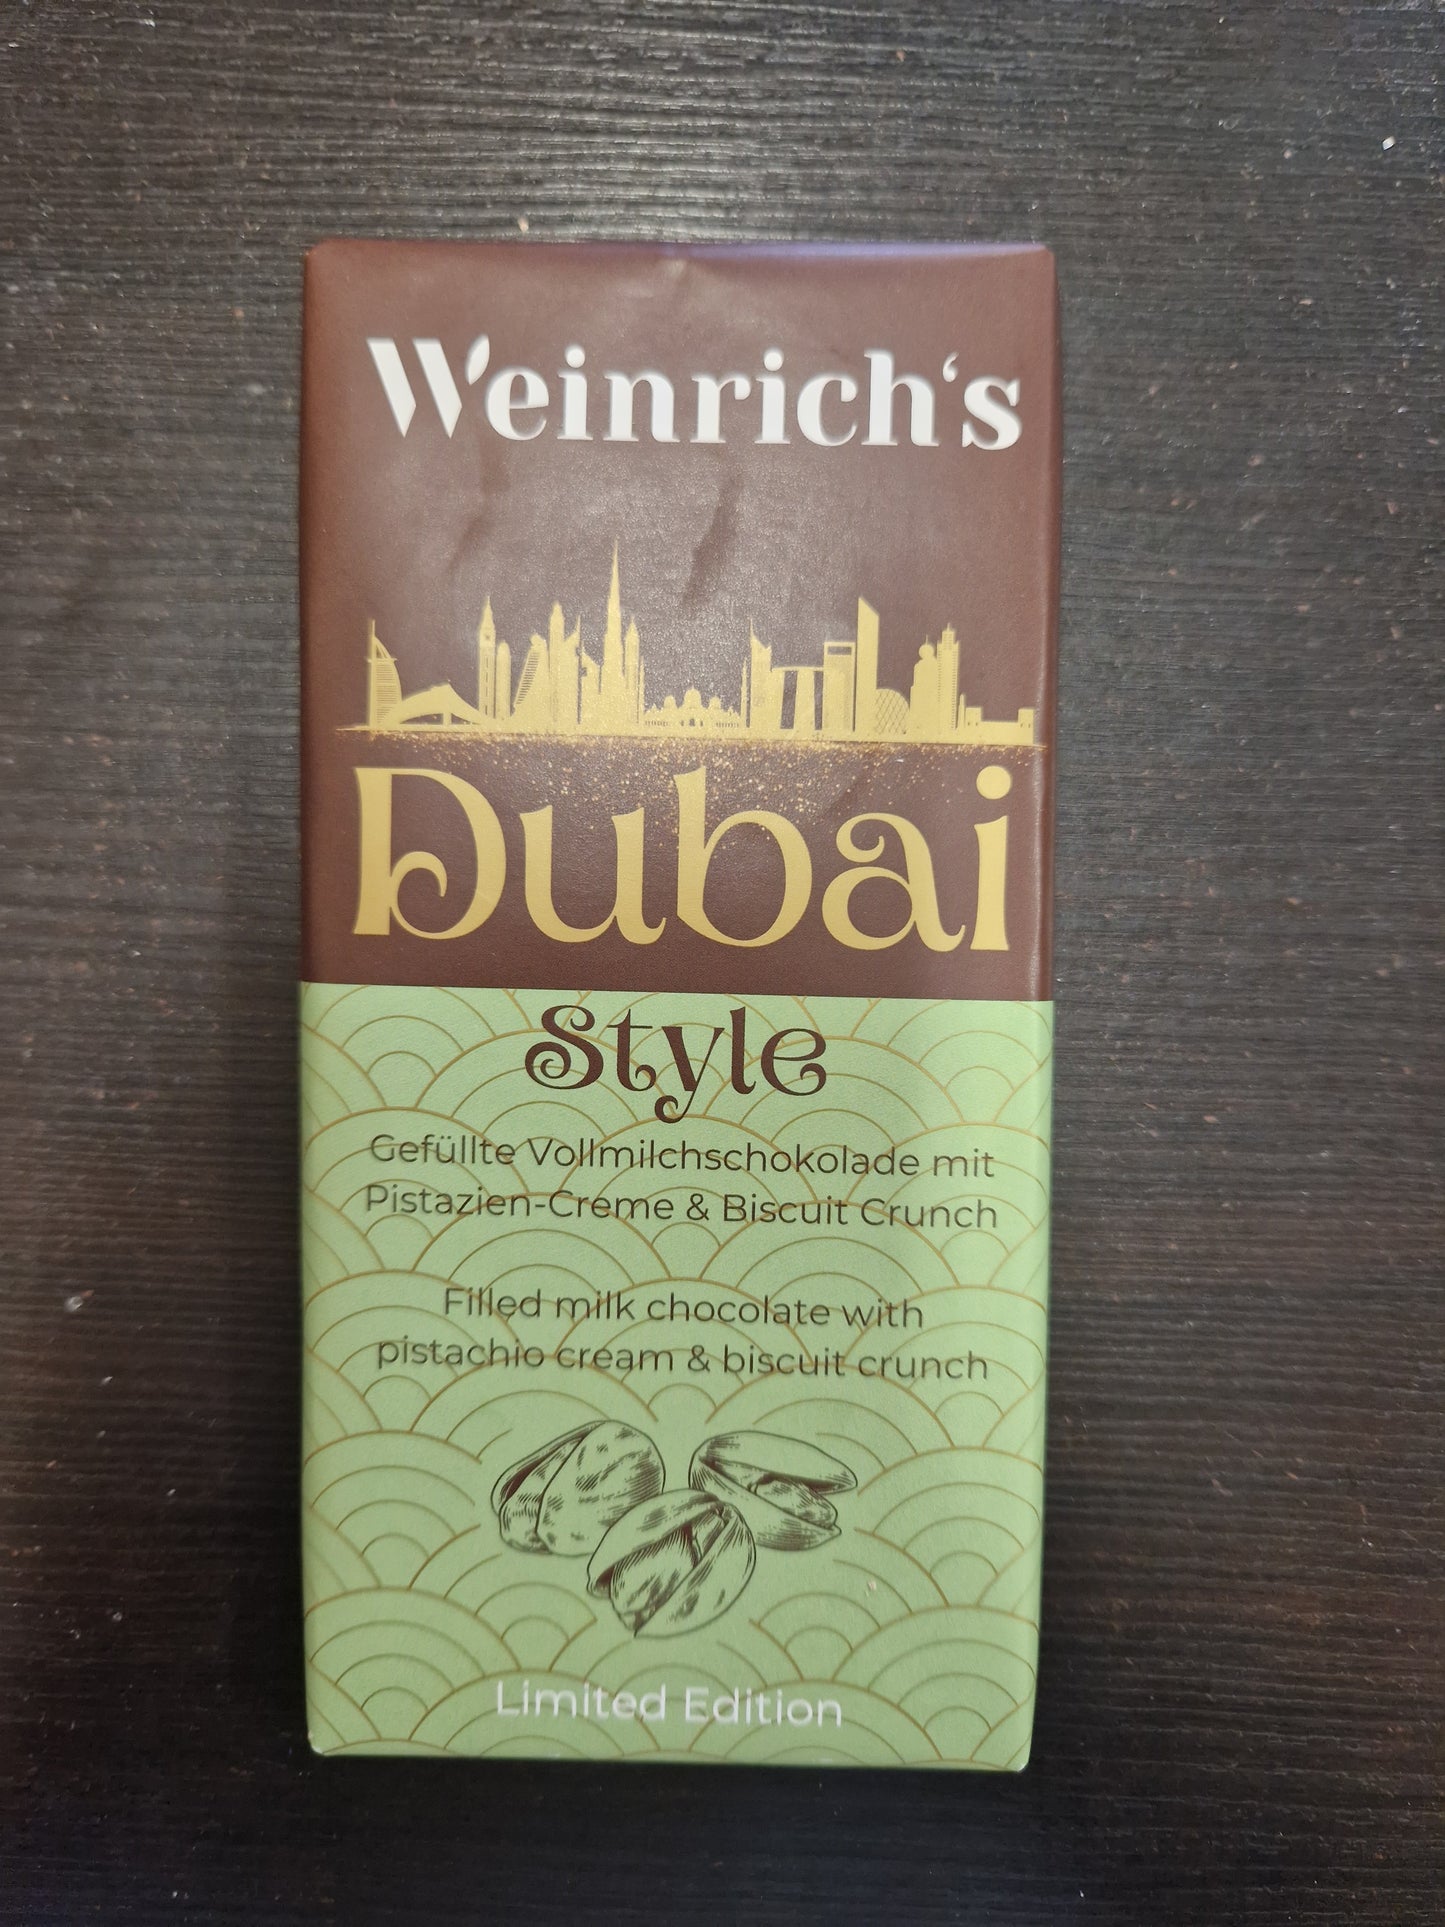 Weinrich‘s
Dubai
Style
Gefüllte Vollmilchschokolade mit
Pistazien-Creme & Biscuit Crunch
Filled milk chocolate with
pistachio cream & biscuit crunch
Limited Edition